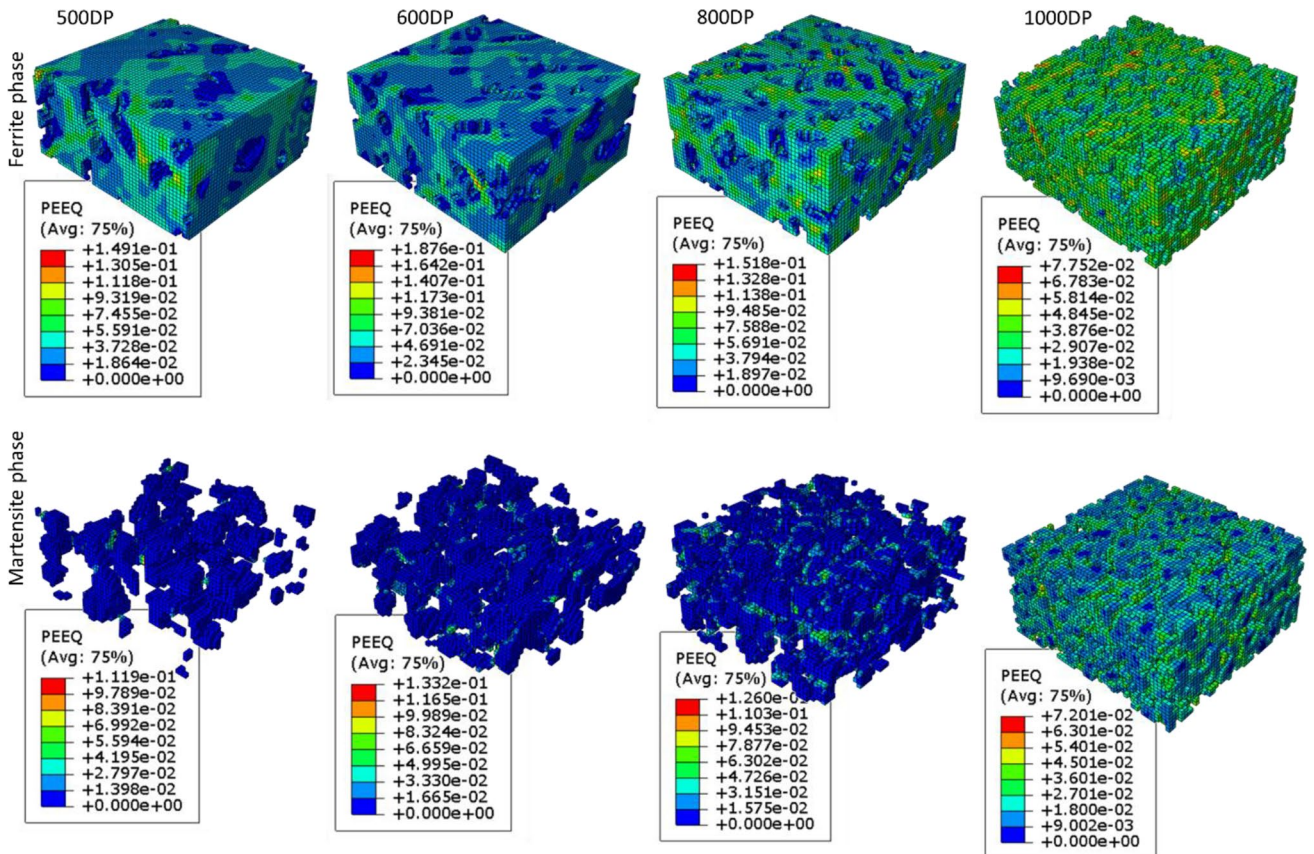 500DP
600DP
800DP
1000DP
Ferrite phase
PEEQ
(Avg: 75%)
+1.491e-01
+1.305e-01
+1.118e-01
+9.319e-02
+7.455e-02
+5.591e-02
+3.728e-02
+1.864e-02
+0.000e+00
PEEQ
(Avg: 75%)
+1.876e-01
+1.642e-01
+1.407e-01
+1.173e-01
+9.381e-02
+7.036e-02
+4.691e-02
+2.345e-02
+0.000e+00
PEEQ
(Avg: 75%)
+1.518e-01
+1.328e-01
+1.138e-01
+9.485e-02
+7.588e-02
+5.691e-02
+3.794e-02
+1.897e-02
+0.000e+00
PEEQ
(Avg: 75%)
+7.752e-02
+6.783e-02
+5.814e-02
+4.845e-02
+3.876e-02
+2.907e-02
+1.938e-02
+9.690e-03
+0.000e+00
Martensite phase
PEEQ
(Avg: 75%)
+1.119e-01
+9.789e-02
+8.391e-02
+6.992e-02
+5.594e-02
+4.195e-02
+2.797e-02
+1.398e-02
+0.000e+00
PEEQ
(Avg: 75%)
+1.332e-01
+1.165e-01
+9.989e-02
+8.324e-02
+6.659e-02
+4.995e-02
+3.330e-02
+1.665e-02
+0.000e+00
PEEQ
(Avg: 75%)
+1.260e-01
+1.103e-01
+9.453e-02
+7.877e-02
+6.302e-02
+4.726e-02
+3.151e-02
+1.575e-02
+0.000e+00
PEEQ
(Avg: 75%)
+7.201e-02
+6.301e-02
+5.401e-02
+4.501e-02
+3.601e-02
+2.701e-02
+1.800e-02
+9.002e-03
+0.000e+00